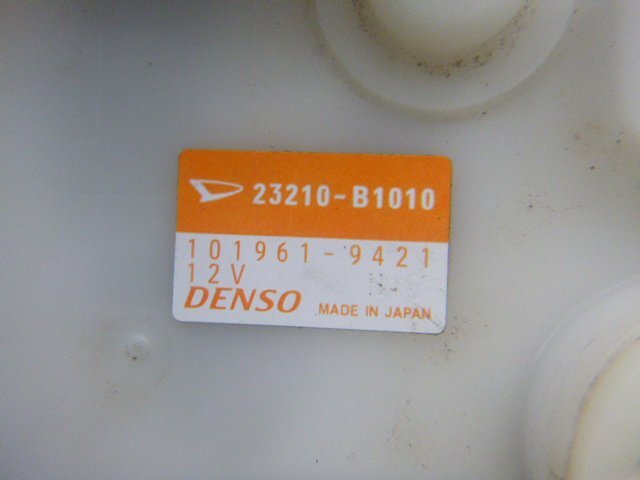 23210-B1010
101961-9421
12V
DENSO MADE IN JAPAN